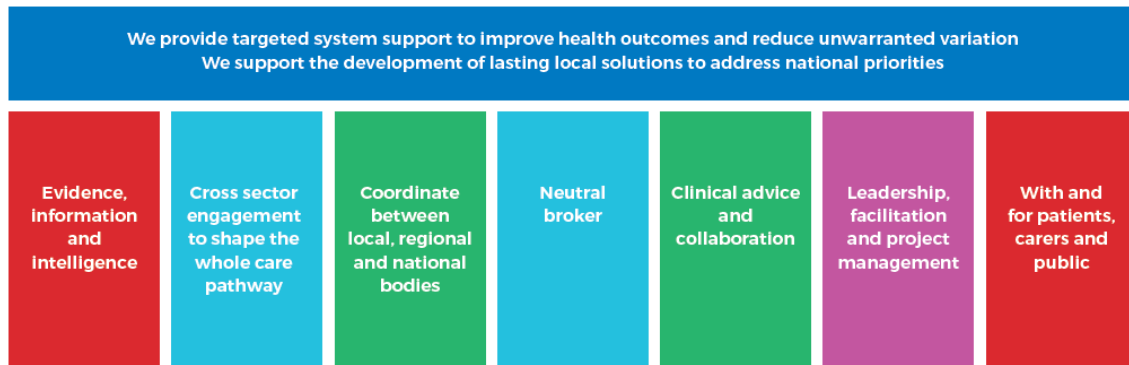 We provide targeted system support to improve health outcomes and reduce unwarranted variation
We support the development of lasting local solutions to address national priorities
Evidence,
information
and
intelligence
Cross sector
engagement
to shape the
whole care
pathway
Coordinate
between
local, regional
and national
bodies
Neutral
broker
Clinical advice
and
collaboration
Leadership,
facilitation
and project
management
With and
for patients,
carers and
public